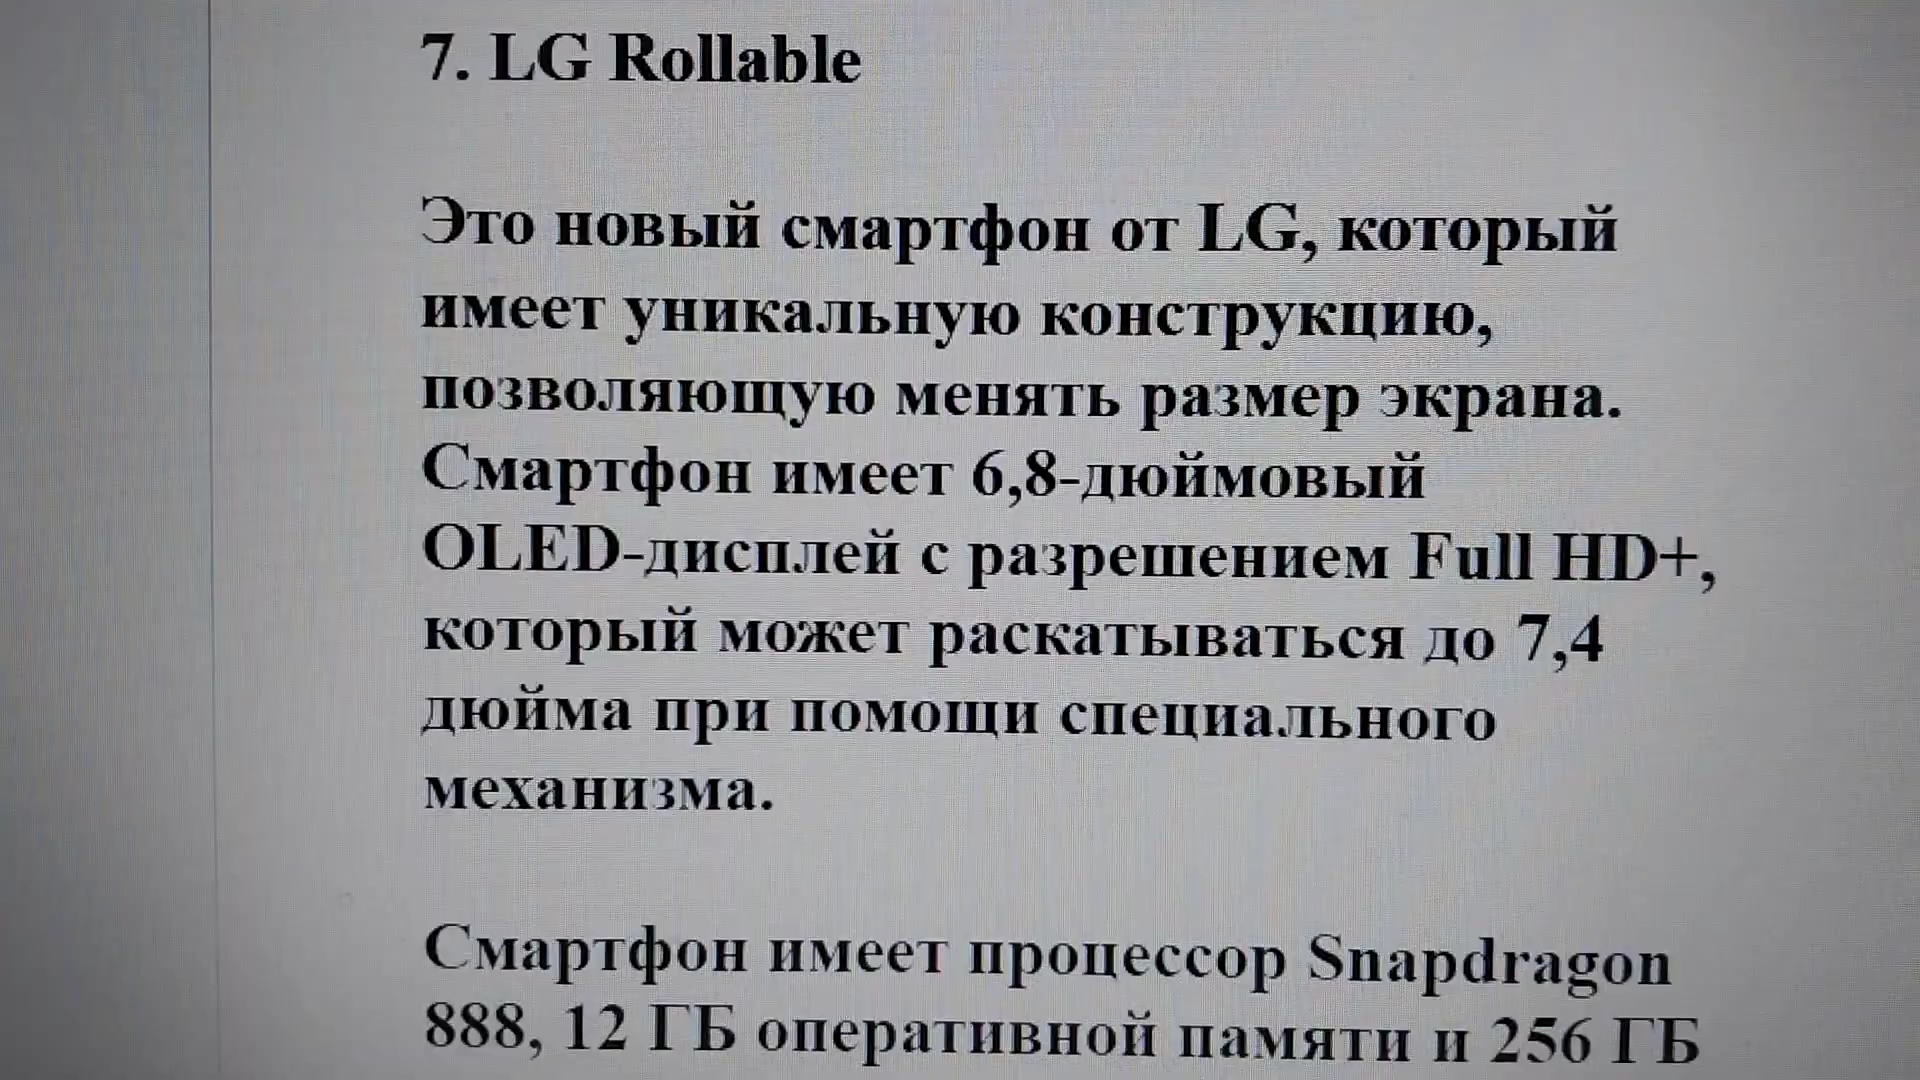 7. LG Rollable
Это новый смартфон от LG, который
имеет уникальную конструкцию,
позволяющую менять размер экрана.
Смартфон имеет 6,8-дюймовый
OLED-дисплей с разрешением Full HD+,
который может раскатываться до 7,4
дюйма при помощи специального
механизма.
Смартфон имеет процессор Snapdragon
888, 12 ГБ оперативной памяти и 256 ГБ